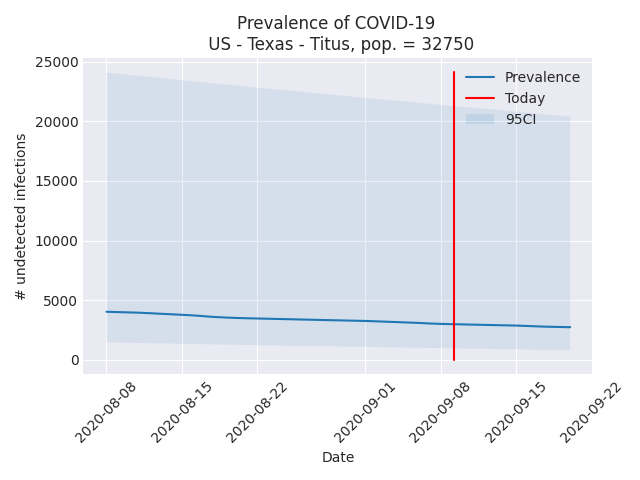 Prevalence of COVID-19
US - Texas - Titus, pop. = 32750
25000
20000
15000
10000
5000
0
# undetected infections
Prevalence
Today
95CI
2020-08-08
2020-08-15
2020-08-22
2020-09-01
2020-09-08
2020-09-15
2020-09-22
Date